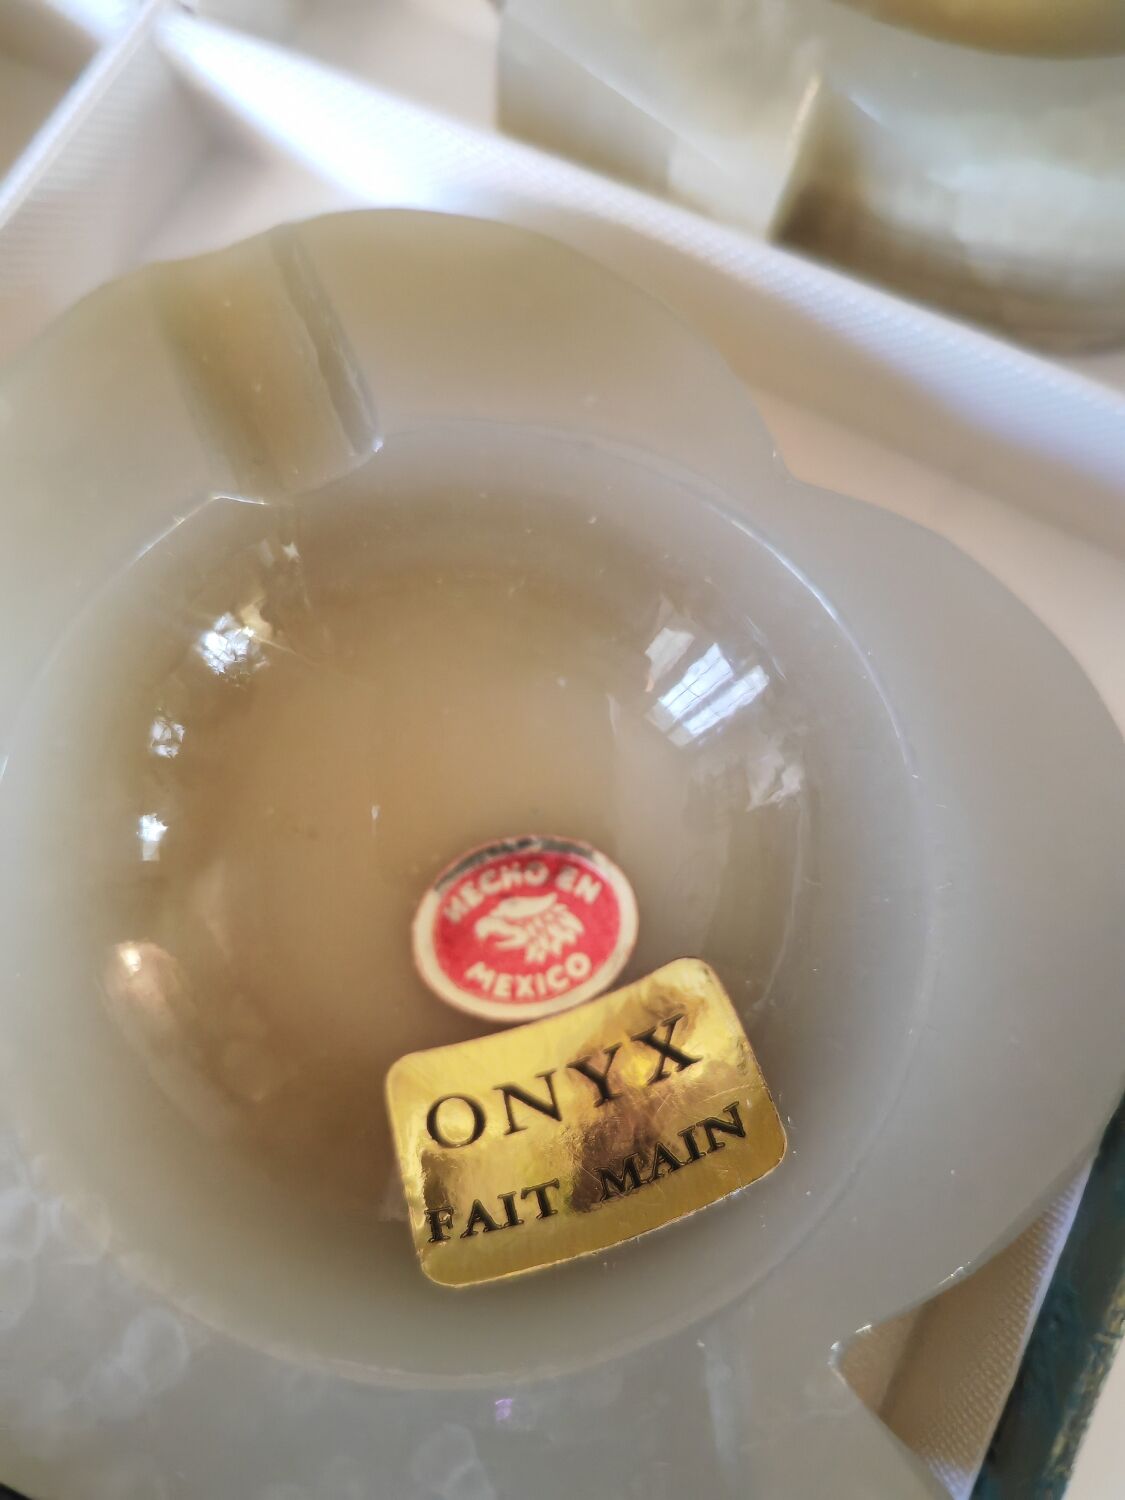 HECHO EN
MEXICO
ONYX
FAIT MAIN